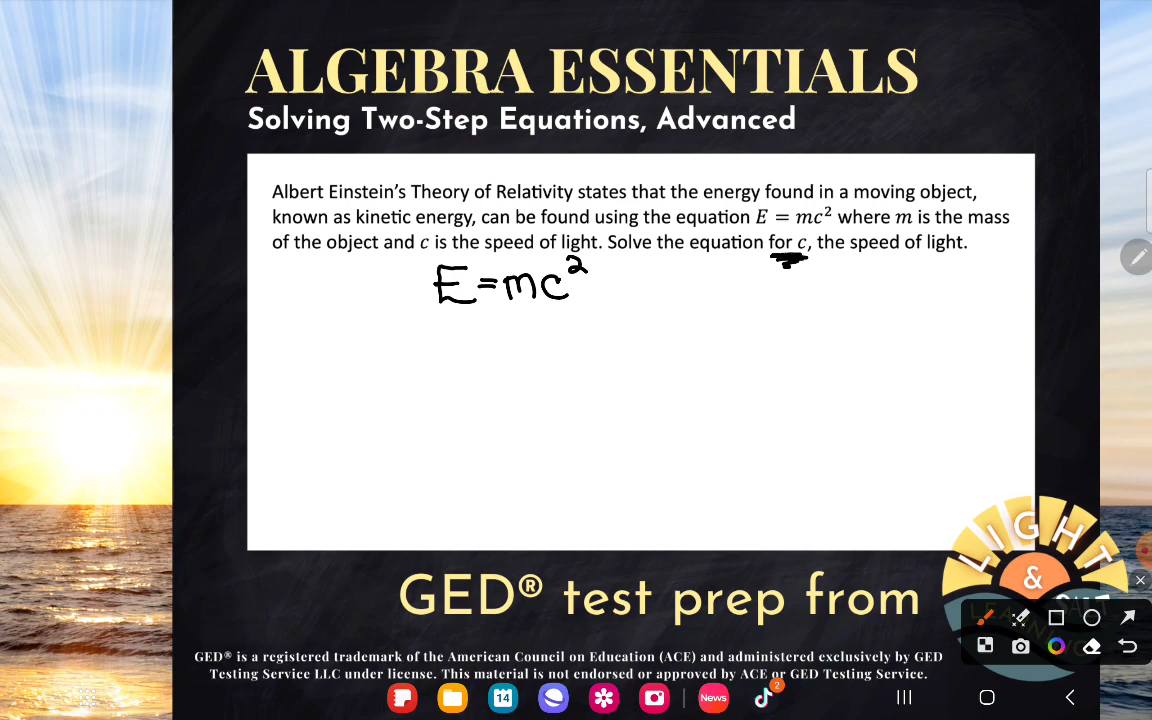 ALGEBRA ESSENTIALS
Solving Two-Step Equations, Advanced
Albert Einstein’s Theory of Relativity states that the energy found in a moving object,
known as kinetic energy, can be found using the equation E = mc² where m is the mass
of the object and c is the speed of light. Solve the equation for c, the speed of light.
E=mc²
GED® test prep from
LIGHT
&
GED® is a registered trademark of the American Council on Education (ACE) and administered exclusively by GED
Testing Service LLC under license. This material is not endorsed or approved by ACE or GED Testing Service.
14
News
2